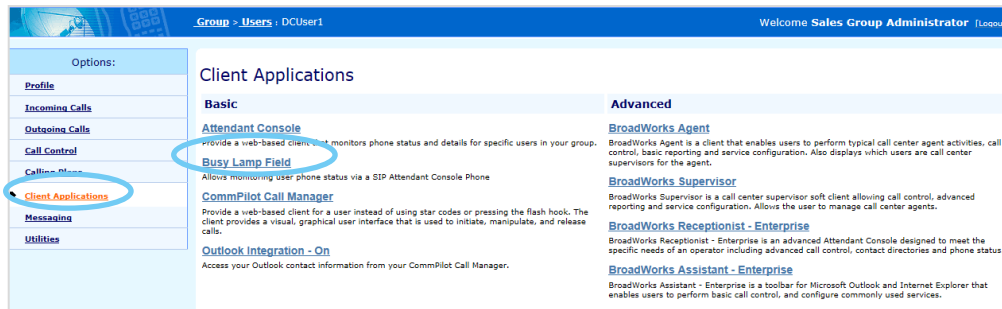 Group > Users : DCUser1
Welcome Sales Group Administrator [Logou
Options:
Profile
Incoming Calls
Outgoing Calls
Call Control
Calling Plans
Client Applications
Messaging
Utilities
Client Applications
Basic
Attendant Console
Provide a web-based client that monitors phone status and details for specific users in your group.
Busy Lamp Field
Allows monitoring user phone status via a SIP Attendant Console Phone
CommPilot Call Manager
Provide a web-based client for a user instead of using star codes or pressing the flash hook. The
client provides a visual, graphical user interface that is used to initiate, manipulate, and release
calls.
Outlook Integration - On
Access your Outlook contact information from your CommPilot Call Manager.
Advanced
BroadWorks Agent
BroadWorks Agent is a client that enables users to perform typical call center agent activities, call
control, basic reporting and service configuration. Also displays which users are call center
supervisors for the agent.
BroadWorks Supervisor
BroadWorks Supervisor is a call center supervisor soft client allowing call control, advanced
reporting and service configuration. Allows the user to manage call center agents.
BroadWorks Receptionist - Enterprise
BroadWorks Receptionist - Enterprise is an advanced Attendant Console designed to meet the
specific needs of an operator including advanced call control, contact directories and phone status
BroadWorks Assistant - Enterprise
BroadWorks Assistant - Enterprise is a toolbar for Microsoft Outlook and Internet Explorer that
enables users to perform basic call control, and configure commonly used services.